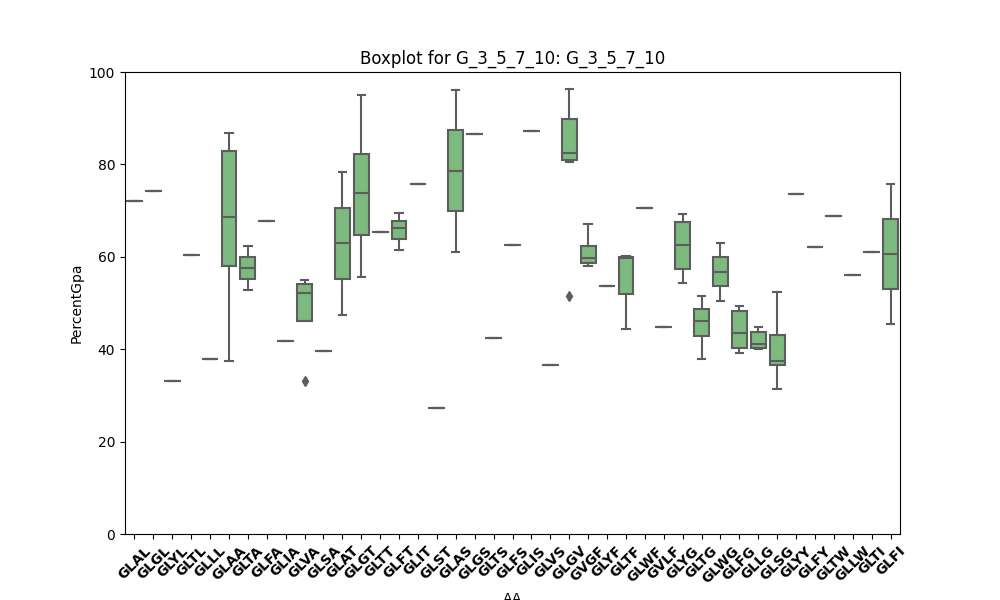 Boxplot for G_3_5_7_10: G_3_5_7_10
100
80
60
40
20
0
PercentGpa
GLAL
GLGL
GLYL
GLTL
GLLL
GLAA
GLTA
GLFA
GLIA
GLVA
GLSA
GLAT
GLGT
GLTT
GLFT
GLIT
GLST
GLAS
GLGS
GLTS
GLFS
GLIS
GLVS
GLGV
GVGF
GLYF
GLTF
GLWF
GVLF
GLYG
GLTG
GLWG
GLFG
GLLG
GLSG
GLYY
GLFY
GLTW
GLLW
GLTI
GLFI
AA